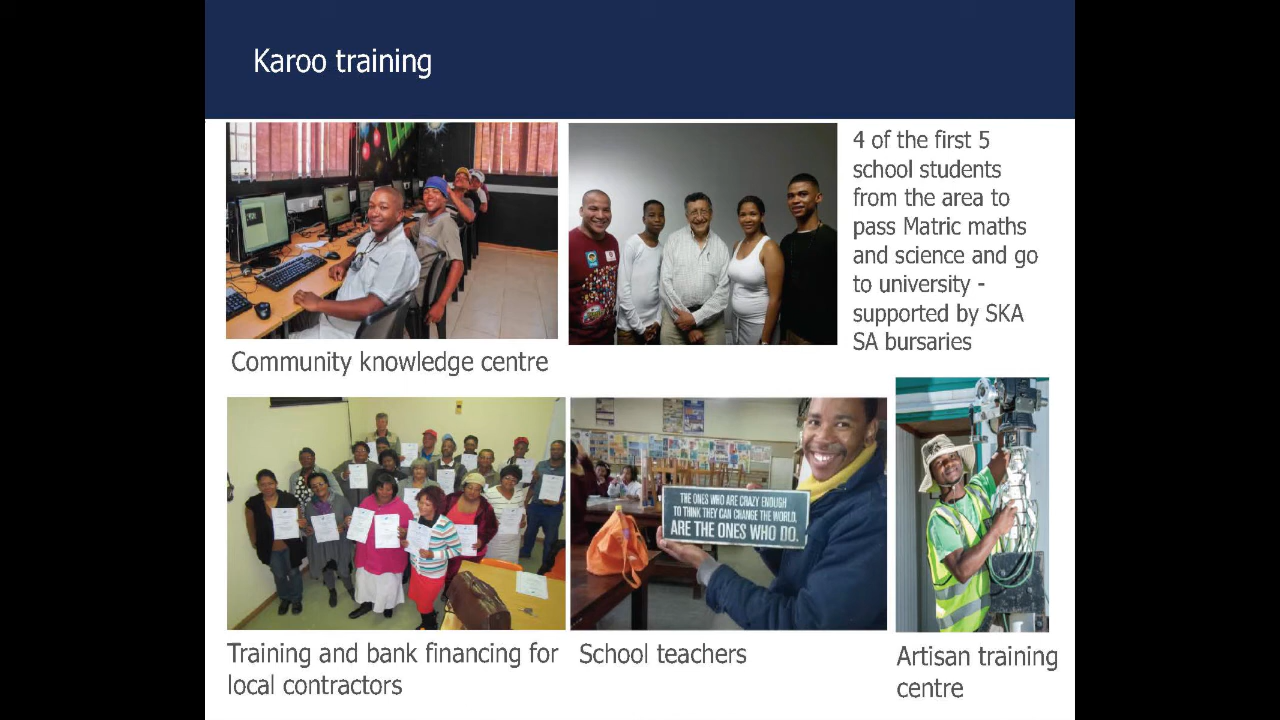 Karoo training
4 of the first 5
school students
from the area to
pass Matric maths
and science and go
to university -
supported by SKA
SA bursaries
Community knowledge centre
THE ONES WHO ARE CRAZY ENOUGH
TO THINK THEY CAN CHANGE THE WORLD,
ARE THE ONES WHO DO.
Training and bank financing for
local contractors
School teachers
Artisan training
centre